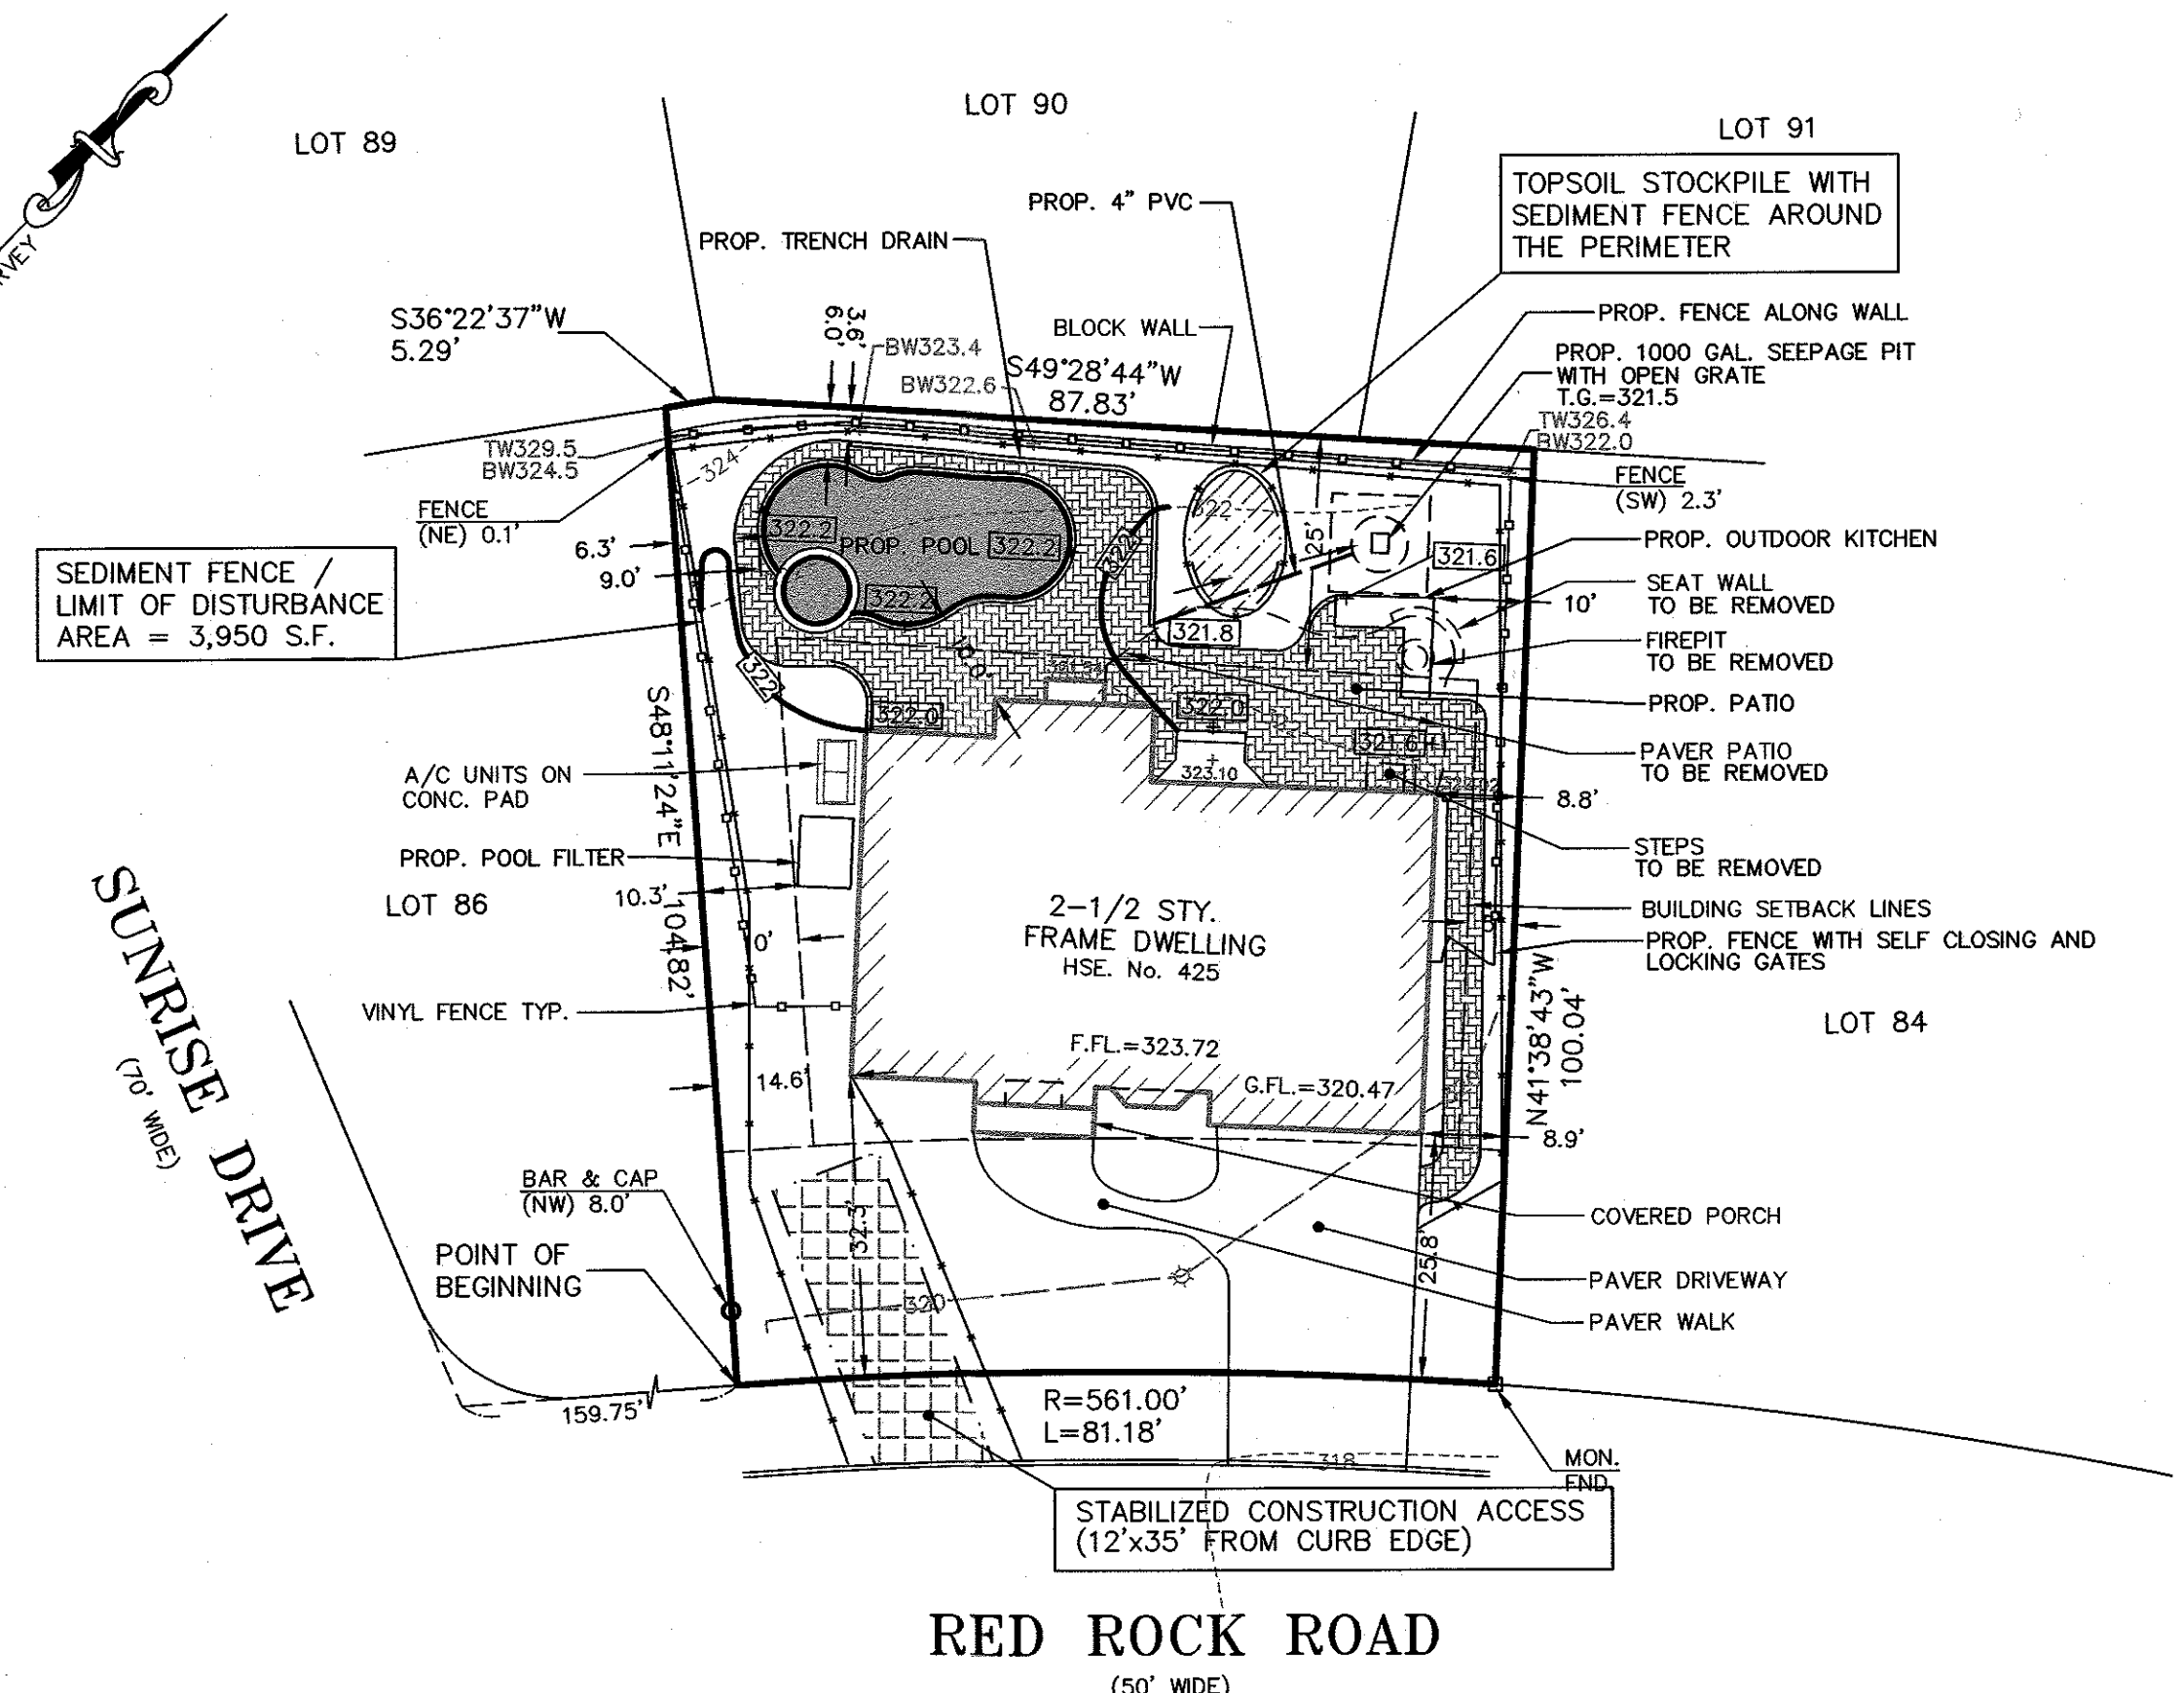 LOT 90
LOT 91
LOT 89
TOPSOIL STOCKPILE WITH
SEDIMENT FENCE AROUND
THE PERIMETER
PROP. 4" PVC
PROP. TRENCH DRAIN
S36°22'37"W
5.29'
3.6'
6.0'
BLOCK WALL
BW323.4
BW322.6
S49°28'44"W
87.83'
PROP. FENCE ALONG WALL
PROP. 1000 GAL. SEEPAGE PIT
WITH OPEN GRATE
T.G.=321.5
TW326.4
BW322.0
TW329.5
BW324.5
324
FENCE
(SW) 2.3'
FENCE
(NE) 0.1'
322
25'
322.2
PROP. POOL
322.2
322
321.6
PROP. OUTDOOR KITCHEN
6.3'
9.0'
SEDIMENT FENCE /
LIMIT OF DISTURBANCE
AREA = 3,950 S.F.
322.2
SEAT WALL
TO BE REMOVED
10'
321.8
FIREPIT
TO BE REMOVED
322
322.0
322.0
PROP. PATIO
321.6
PAVER PATIO
TO BE REMOVED
S48°11'24"E
104.82'
A/C UNITS ON
CONC. PAD
323.10
8.8'
PROP. POOL FILTER
STEPS
TO BE REMOVED
10.3'
LOT 86
2-1/2 STY.
FRAME DWELLING
HSE. No. 425
BUILDING SETBACK LINES
PROP. FENCE WITH SELF CLOSING AND
LOCKING GATES
0'
SUNRISE DRIVE
(70' WIDE)
VINYL FENCE TYP.
N41°38'43"W
100.04'
LOT 84
F.FL.=323.72
14.6'
G.FL.=320.47
8.9'
BAR & CAP
(NW) 8.0'
32.3'
COVERED PORCH
POINT OF
BEGINNING
25.8'
PAVER DRIVEWAY
320
PAVER WALK
159.75'
R=561.00'
L=81.18'
318
MON.
FND
STABILIZED CONSTRUCTION ACCESS
(12'x35' FROM CURB EDGE)
RED ROCK ROAD
(50' WIDE)